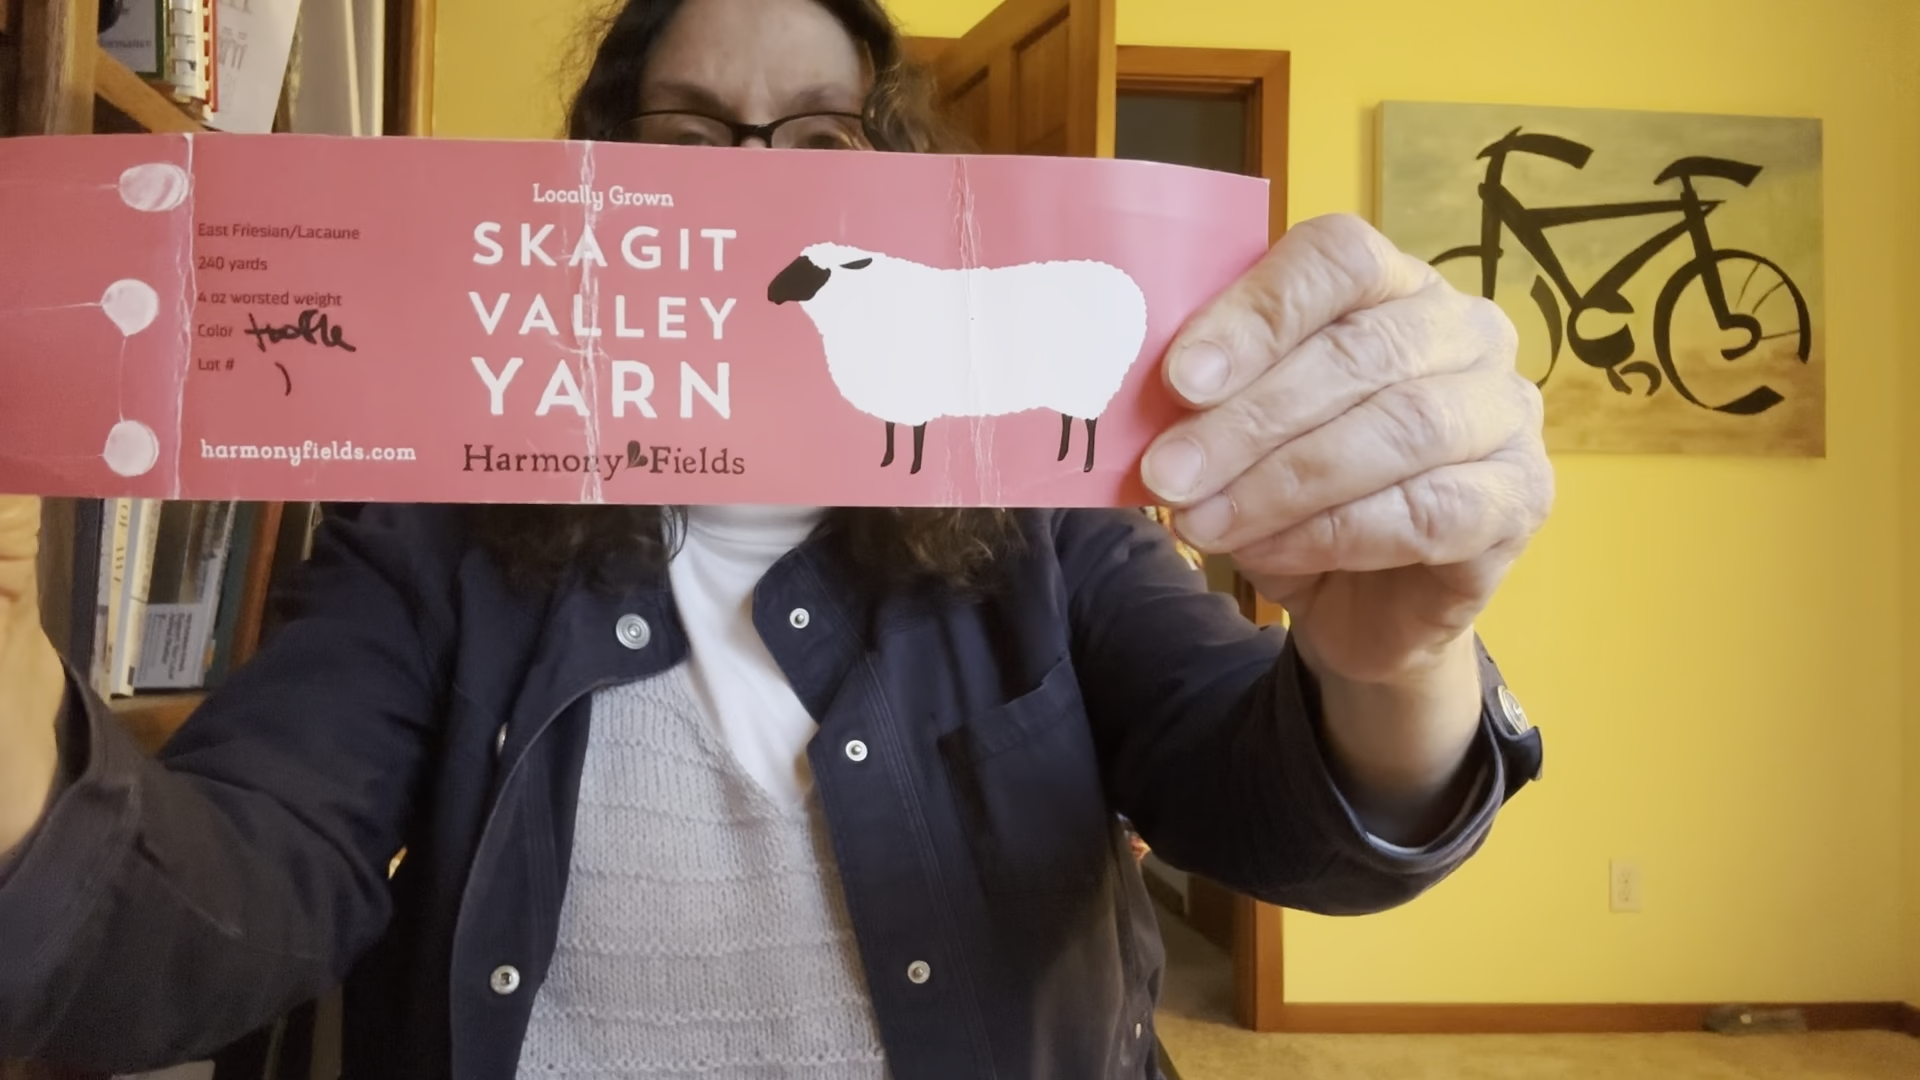 East Friesian/Lacaune
240 yards
4 oz worsted weight
Color
Lot #
harmonyfields.com
Locally Grown
SKAGIT
VALLEY
YARN
Harmony Fields